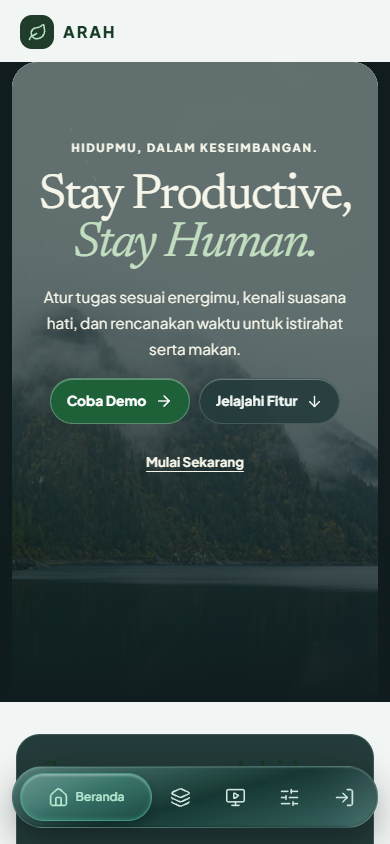 ARAH
HIDUPMU, DALAM KESEIMBANGAN.
Stay Productive,
Stay Human.
Atur tugas sesuai energimu, kenali suasana
hati, dan rencanakan waktu untuk istirahat
serta makan.
Coba Demo
Jelajahi Fitur
Mulai Sekarang
Beranda